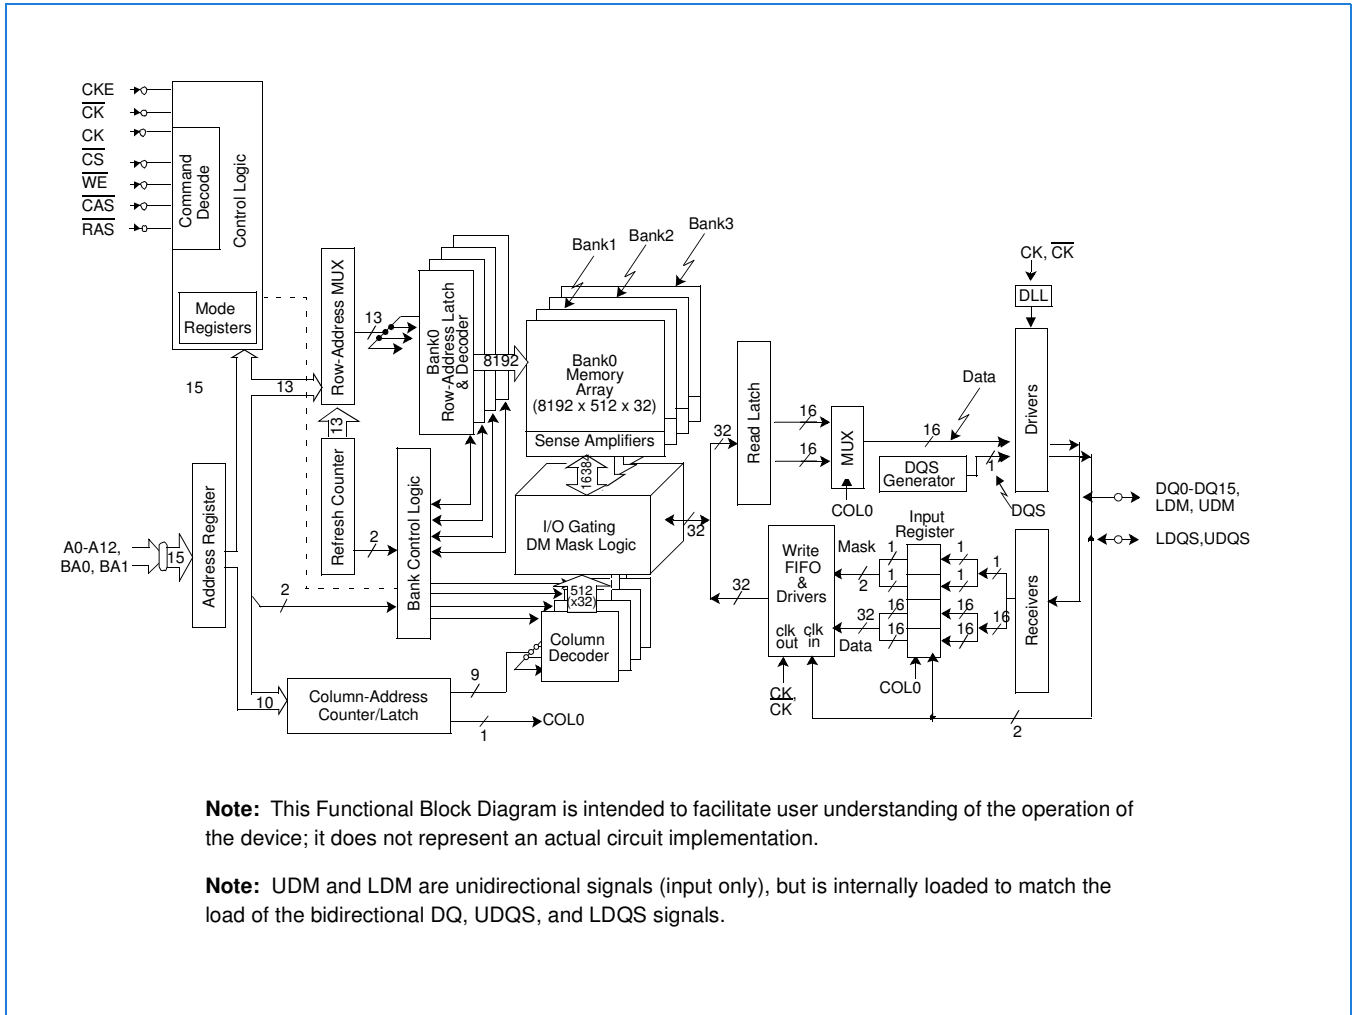 CKE
CK
CK
CS
WE
CAS
RAS
Command
Decode
Control Logic
Mode
Registers
15
13
Row-Address MUX
13
Refresh Counter
13
Bank0
Row-Address Latch
& Decoder
8192
Bank1
Bank2
Bank3
Bank0
Memory
Array
(8192 x 512 x 32)
Sense Amplifiers
1638
I/O Gating
DM Mask Logic
32
2
Bank Control Logic
2
A0-A12,
BA0, BA1
15
Address Register
512
(x32)
Column
Decoder
10
Column-Address
Counter/Latch
9
1
COL0
32
Read Latch
16
16
MUX
COL0
16
Data
DQS
Generator
1
DQS
CK, CK
DLL
Drivers
DQ0-DQ15,
LDM, UDM
LDQS,UDQS
32
Write
FIFO
&
Drivers
clk
out
clk
in
CK,
CK
Mask
2
32
Data
Input
Register
1
1
16
16
1
1
16
16
1
16
COL0
Receivers
2
Note: This Functional Block Diagram is intended to facilitate user understanding of the operation of
the device; it does not represent an actual circuit implementation.
Note: UDM and LDM are unidirectional signals (input only), but is internally loaded to match the
load of the bidirectional DQ, UDQS, and LDQS signals.